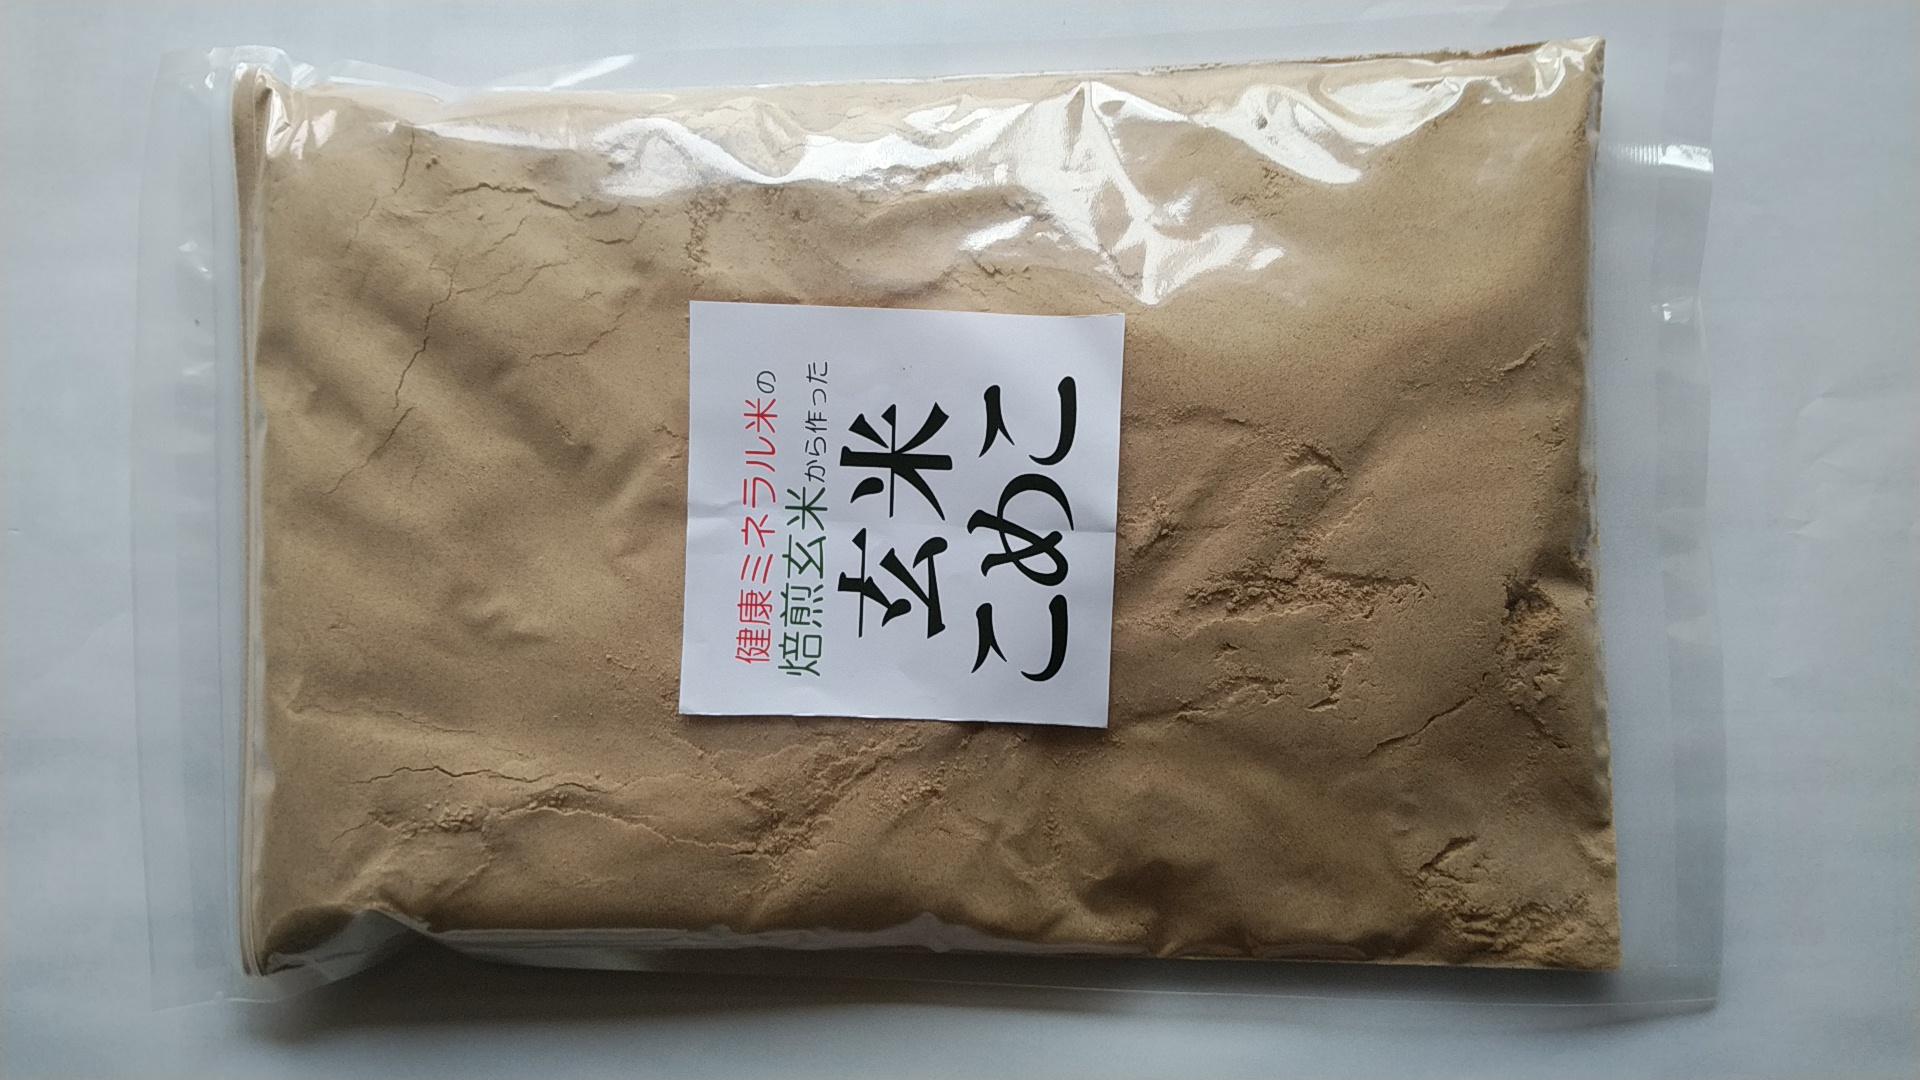 健康ミネラル米の
焙煎玄米から作った
玄米
こめこ